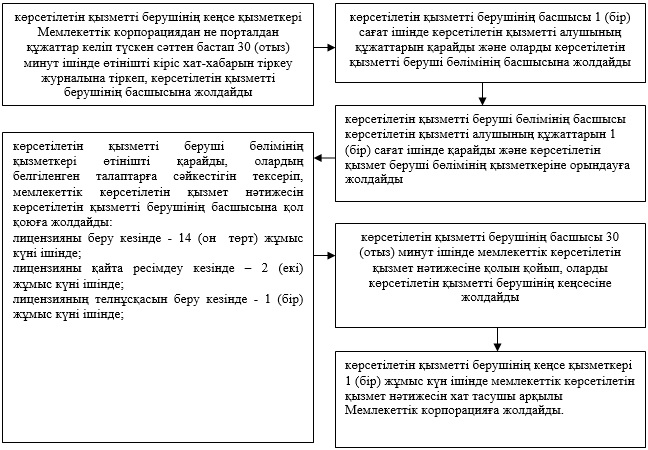 көрсетілетін қызметті берушінің кеңсе қызметкері
Мемлекеттік корпорациядан не порталдан
құжаттар келіп түскен сәттен бастап 30 (отыз)
минут ішінде өтінішті кіріс хат-хабарын тіркеу
журналына тіркеп, көрсетілетін қызметті
берушінің басшысына жолдайды
көрсетілетін қызметті берушінің басшысы 1 (бір)
сағат ішінде көрсетілетін қызметті алушының
құжаттарын қарайды және оларды көрсетілетін
қызметті беруші бөлімінің басшысына жолдайды
көрсетілетін қызметті беруші бөлімінің басшысы
көрсетілетін қызметті алушының құжаттарын 1
(бір) сағат ішінде қарайды және көрсетілетін
қызмет беруші бөлімінің қызметкеріне орындауға
жолдайды
көрсетілетін қызметті беруші бөлімінің
қызметкері өтінішті қарайды, олардың
белгіленген талаптарға сәйкестігін тексеріп,
мемлекеттік көрсетілетін қызмет нәтижесін
көрсетілетін қызметті берушінің басшысына қол
қоюға жолдайды:
лицензияны беру кезінде - 14 (он төрт) жұмыс
күні ішінде;
лицензияны қайта ресімдеу кезінде – 2 (екі)
жұмыс күні ішінде;
лицензияның телнұсқасын беру кезінде - 1 (бір)
жұмыс күні ішінде;
көрсетілетін қызметті берушінің басшысы 30
(отыз) минут ішінде мемлекеттік көрсетілетін
қызмет нәтижесіне қолын қойып, оларды
көрсетілетін қызметті берушінің кеңсесіне
жолдайды
көрсетілетін қызметті берушінің кеңсе қызметкері
1 (бір) жұмыс күн ішінде мемлекеттік көрсетілетін
қызмет нәтижесін хат тасушы арқылы
Мемлекеттік корпорацияға жолдайды.